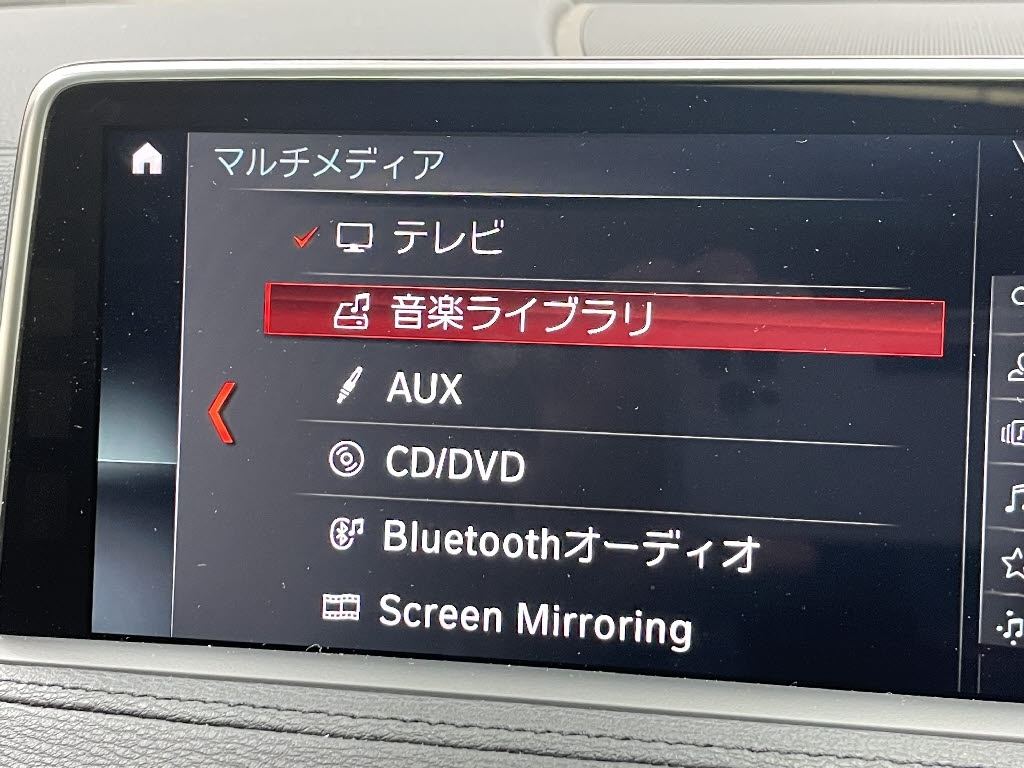 マルチメディア
テレビ
音楽ライブラリ
AUX
CD/DVD
Bluetoothオーディオ
Screen Mirroring